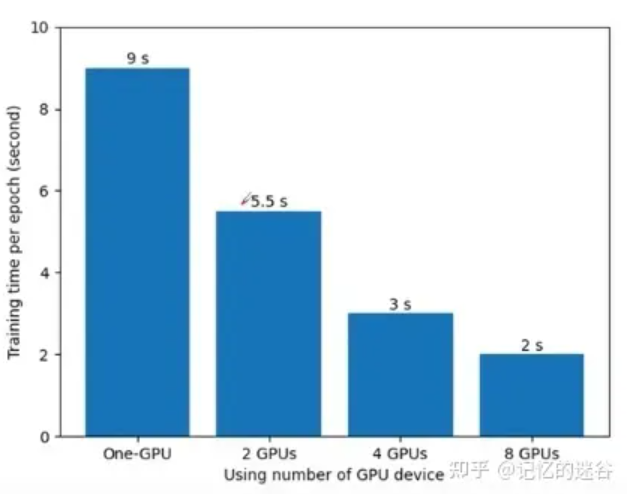 10
9 s
8
6
5.5 s
4
3 s
2 s
2
0
Training time per epoch (second)
One-GPU
2 GPUs
4 GPUs
8 GPUs
Using number of GPU device
知乎 @记忆的迷谷